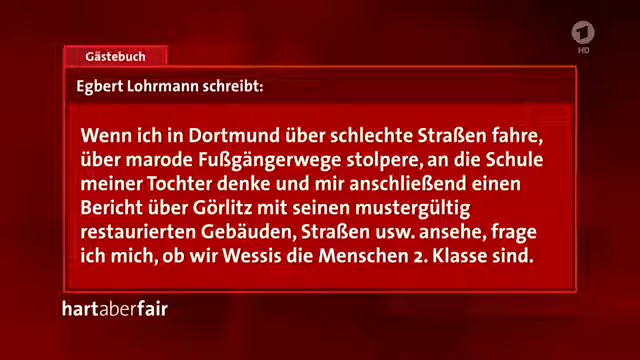 1
HD
Gästebuch
Egbert Lohrmann schreibt:
Wenn ich in Dortmund über schlechte Straßen fahre,
über marode Fußgängerwege stolpere, an die Schule
meiner Tochter denke und mir anschließend einen
Bericht über Görlitz mit seinen mustergültig
restaurierten Gebäuden, Straßen usw. ansehe, frage
ich mich, ob wir Wessis die Menschen 2. Klasse sind.
hartaberfair